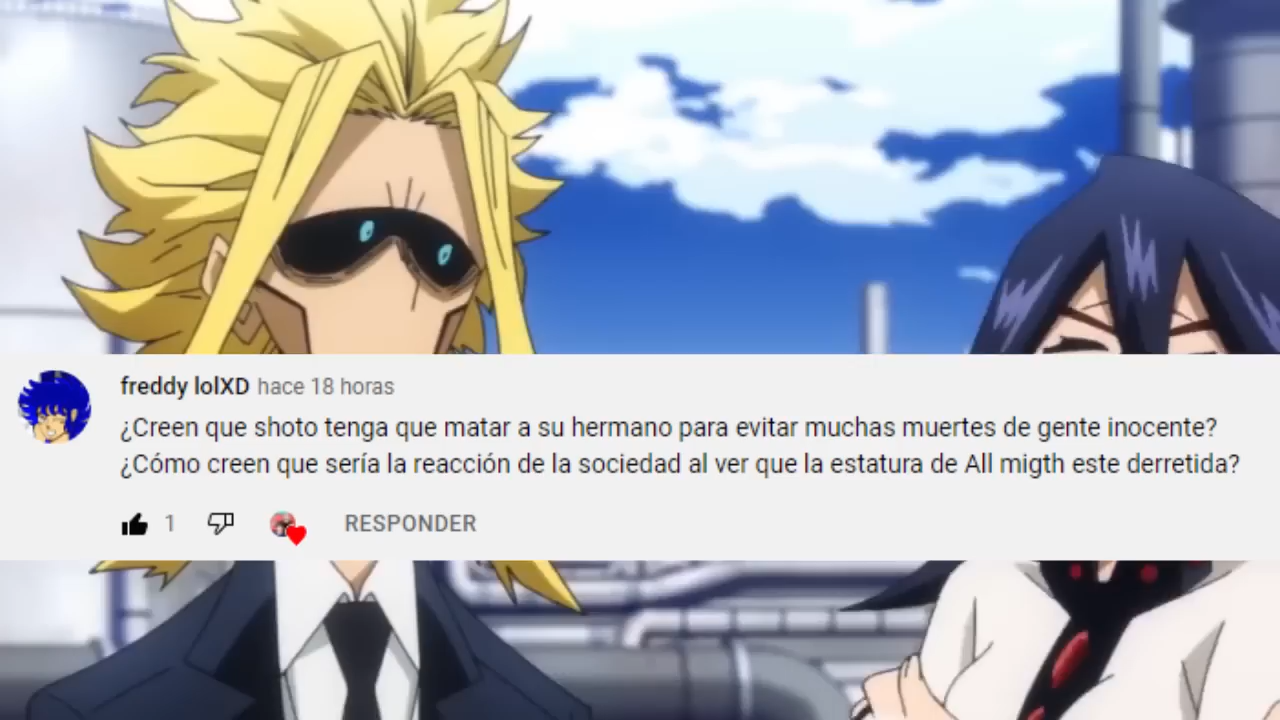 freddy lolXD hace 18 horas
¿Creen que shoto tenga que matar a su hermano para evitar muchas muertes de gente inocente?
¿Cómo creen que sería la reacción de la sociedad al ver que la estatura de All migth este derretida?
1 RESPONDER